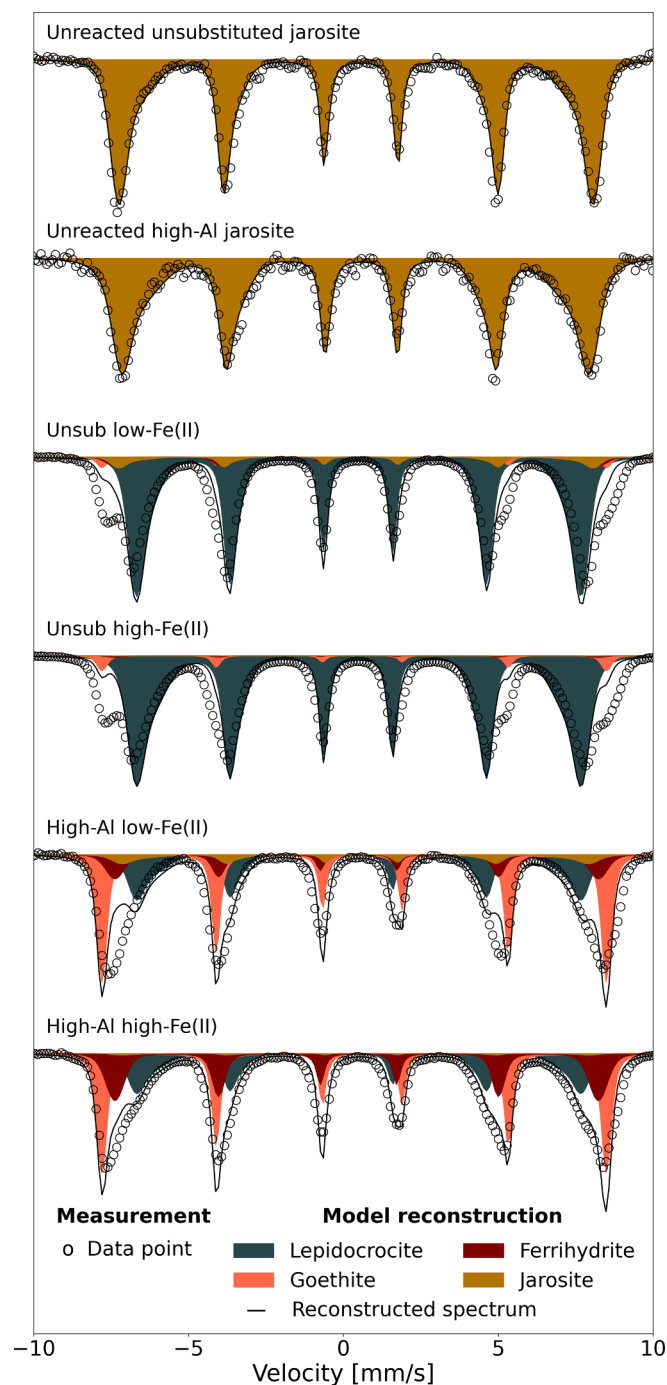 Unreacted unsubstituted jarosite
Unreacted high-Al jarosite
Unsub low-Fe(II)
Unsub high-Fe(II)
High-Al low-Fe(II)
High-Al high-Fe(II)
Measurement Model reconstruction
o Data point Lepidocrocite Ferrihydrite
Goethite Jarosite
— Reconstructed spectrum
−10 −5 0 5 10
Velocity [mm/s]